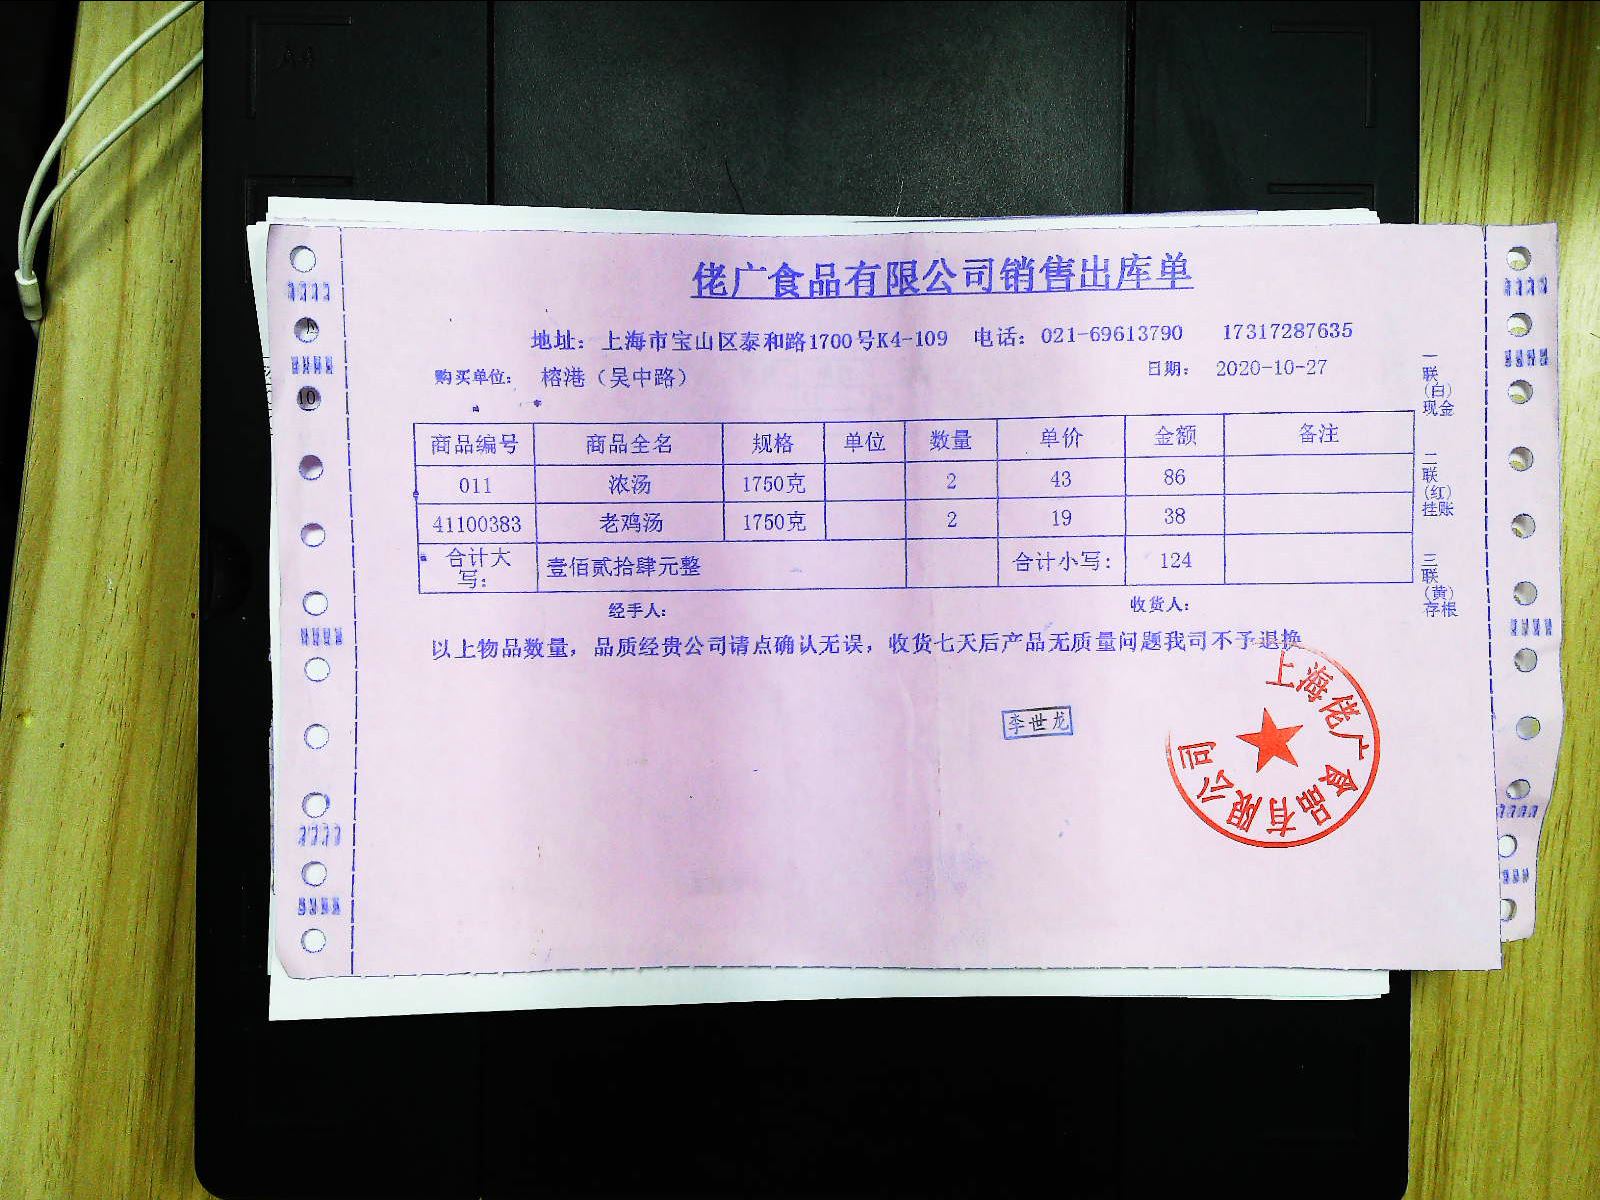 佬广食品有限公司销售出库单
地址：上海市宝山区泰和路1700号K4-109 电话：021-69613790 17317287635
购买单位： 榕港（吴中路） 日期： 2020-10-27
商品编号 商品全名 规格 单位 数量 单价 金额 备注
011 浓汤 1750克 2 43 86
41100383 老鸡汤 1750克 2 19 38
合计大写： 壹佰贰拾肆元整 合计小写： 124
经手人： 收货人：
以上物品数量，品质经贵公司请点确认无误，收货七天后产品无质量问题我司不予退换
一联（白）现金
二联（红）挂账
三联（黄）存根
李世龙
上海佬广食品有限公司
10